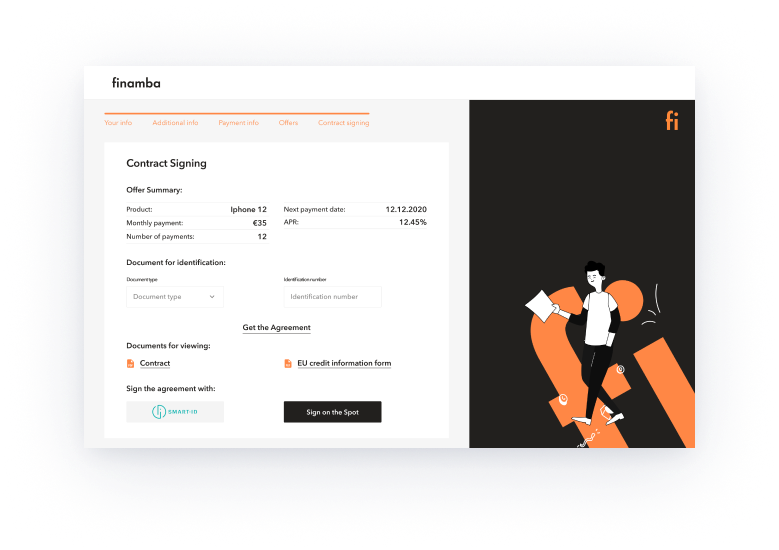 finamba
fi
Your info Additional info Payment info Offers Contract signing
Contract Signing
Offer Summary:
Product: Iphone 12 Next payment date: 12.12.2020
Monthly payment: €35 APR: 12.45%
Number of payments: 12
Document for identification:
Document type Identification number
Document type Identification number
Get the Agreement
Documents for viewing:
Contract EU credit information form
Sign the agreement with:
SMART-ID Sign on the Spot